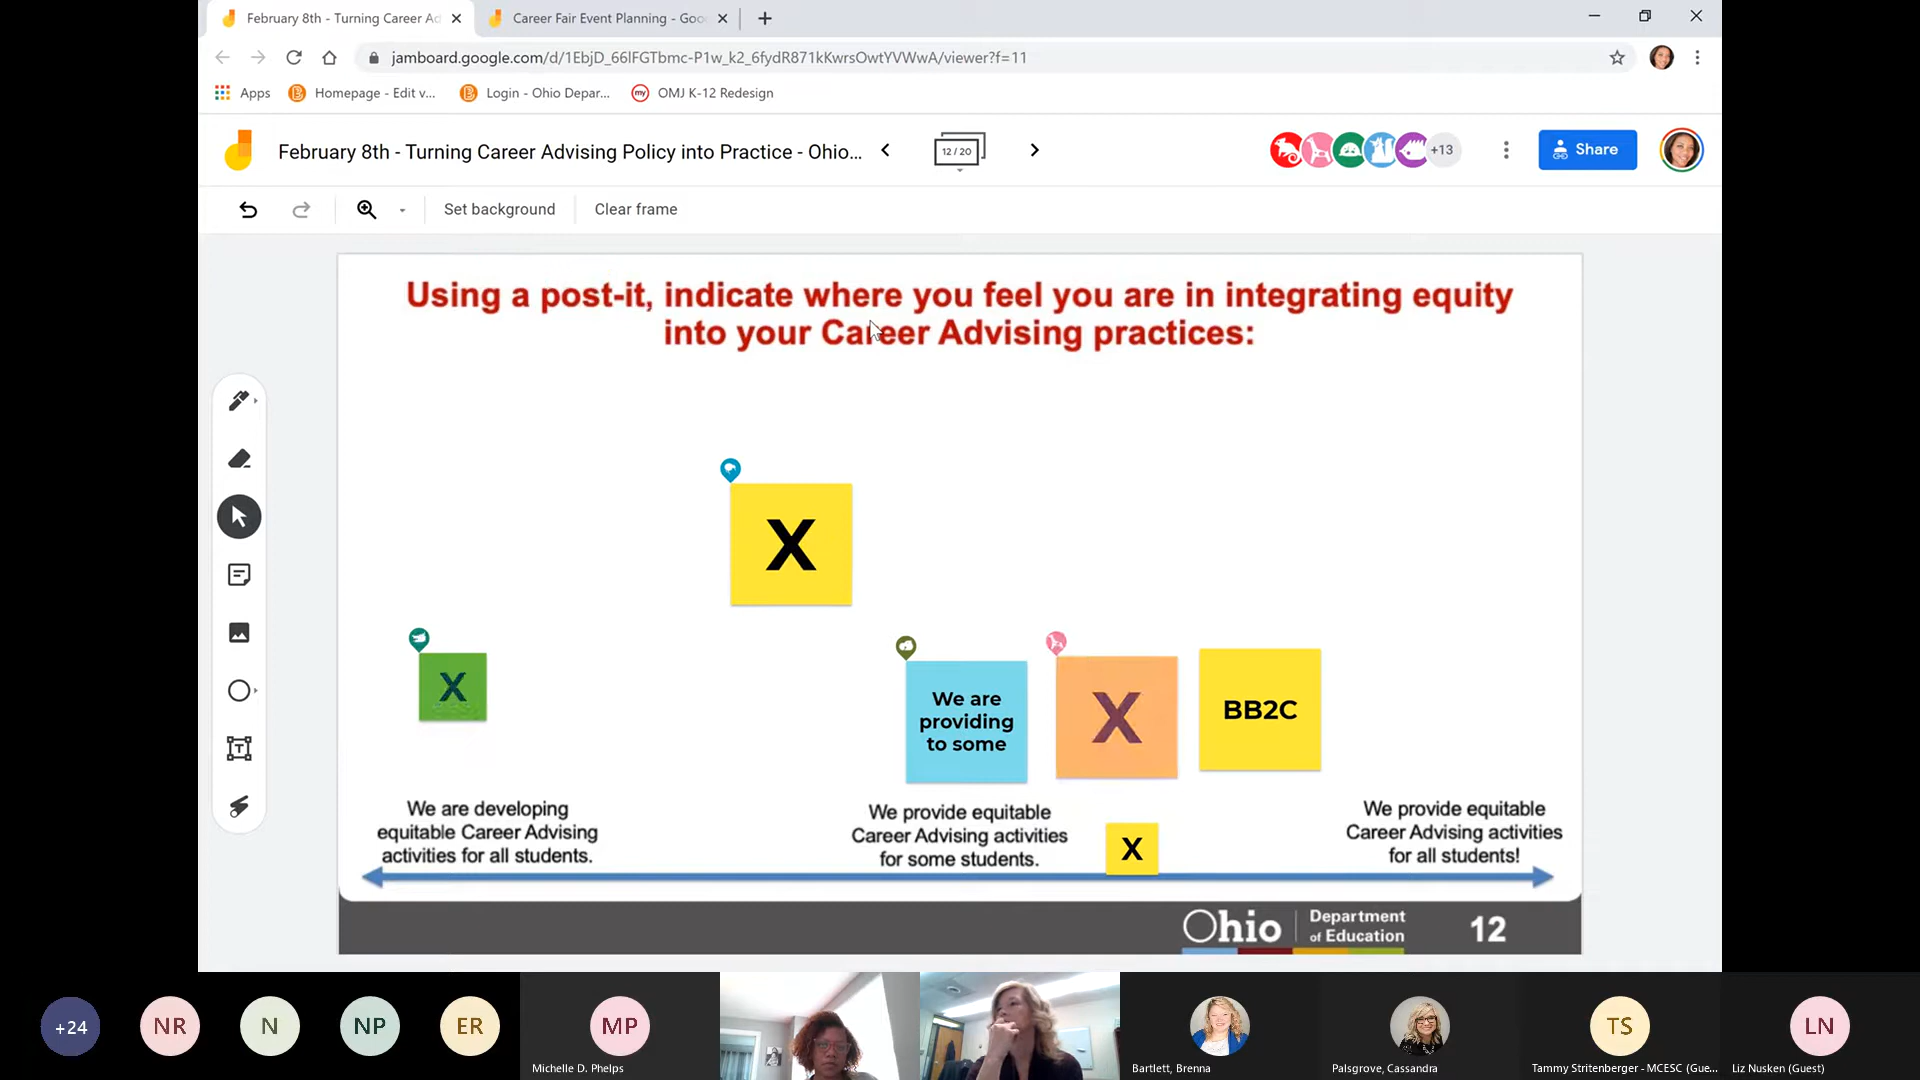 February 8th - Turning Career Ad
Career Fair Event Planning - Goo
jamboard.google.com/d/1EbjD_66lFGTbmc-P1w_k2_6fydR871kKwrsOwtYVWwA/viewer?f=11
Apps
Homepage - Edit v...
Login - Ohio Depar...
my
OMJ K-12 Redesign
February 8th - Turning Career Advising Policy into Practice - Ohio...
12 / 20
+13
Share
Set background
Clear frame
Using a post-it, indicate where you feel you are in integrating equity
into your Career Advising practices:
X
X
We are
providing
to some
X
BB2C
We are developing
equitable Career Advising
activities for all students.
We provide equitable
Career Advising activities
for some students.
X
We provide equitable
Career Advising activities
for all students!
Ohio
Department
of Education
12
+24
NR
N
NP
ER
MP
Michelle D. Phelps
Bartlett, Brenna
Palsgrove, Cassandra
TS
Tammy Stritenberger - MCESC (Gue...
LN
Liz Nusken (Guest)